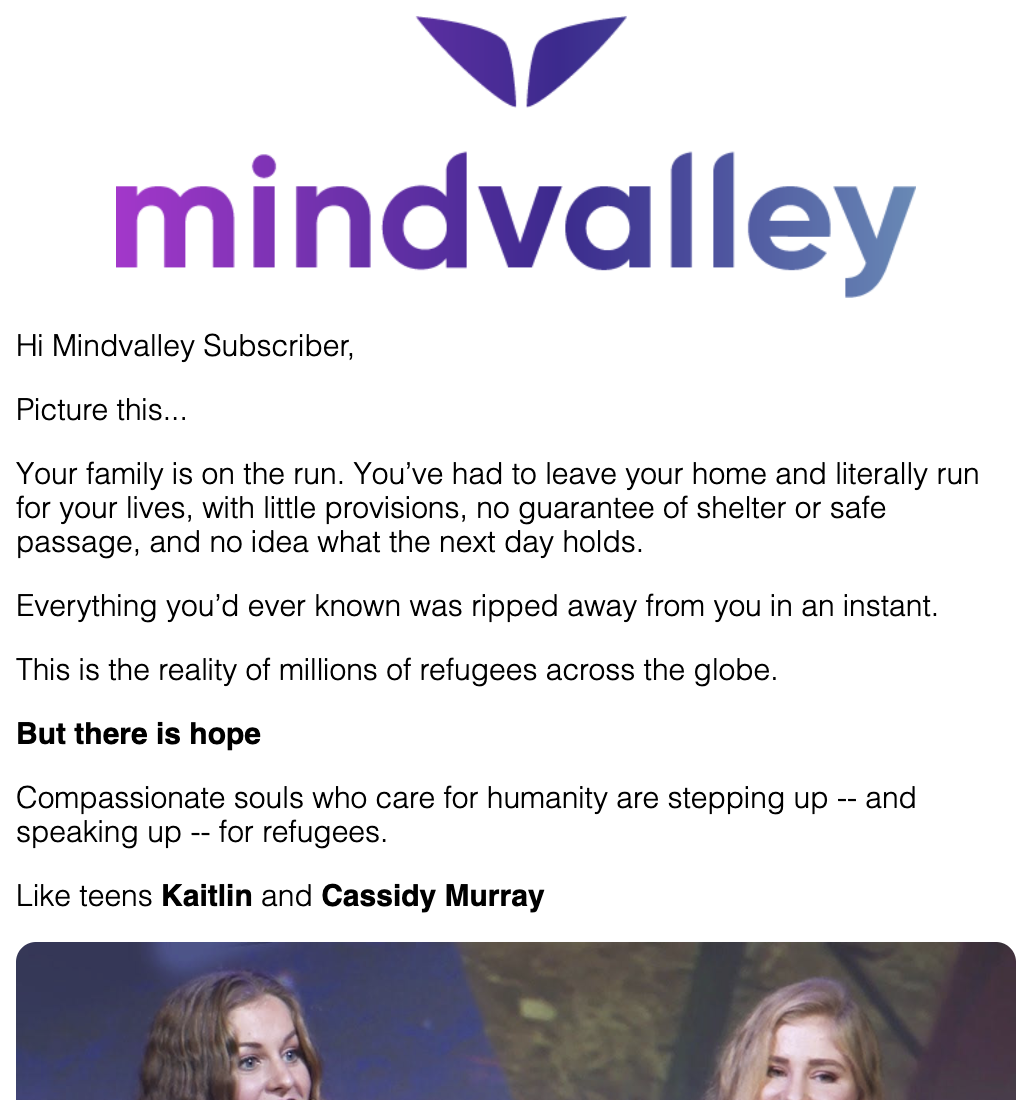 mindvalley
Hi Mindvalley Subscriber,
Picture this...
Your family is on the run. You’ve had to leave your home and literally run
for your lives, with little provisions, no guarantee of shelter or safe
passage, and no idea what the next day holds.
Everything you’d ever known was ripped away from you in an instant.
This is the reality of millions of refugees across the globe.
But there is hope
Compassionate souls who care for humanity are stepping up -- and
speaking up -- for refugees.
Like teens Kaitlin and Cassidy Murray